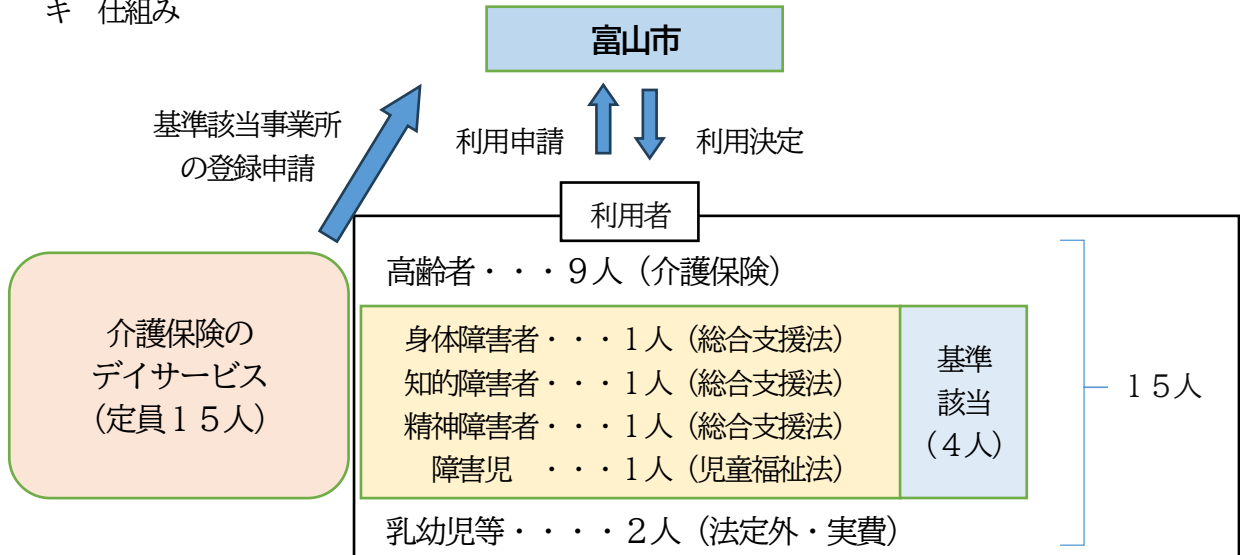 キ 仕組み
富山市
基準該当事業所
の登録申請
利用申請
利用決定
利用者
介護保険の
デイサービス
(定員15人)
高齢者・・・9人(介護保険)
身体障害者・・・1人(総合支援法)
知的障害者・・・1人(総合支援法)
精神障害者・・・1人(総合支援法)
障害児 ・・・1人(児童福祉法)
基準
該当
(4人)
乳幼児等・・・・2人(法定外・実費)
15人